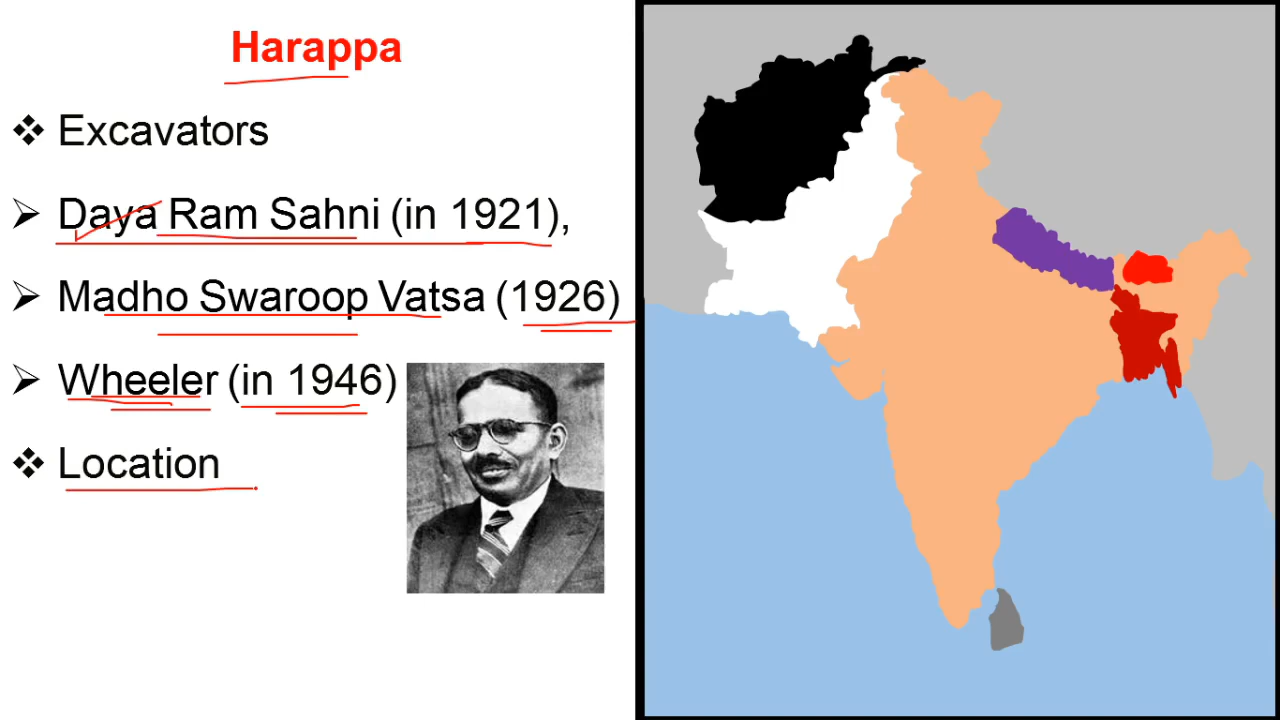 Harappa
❖ Excavators
➢ Daya Ram Sahni (in 1921),
➢ Madho Swaroop Vatsa (1926)
➢ Wheeler (in 1946)
❖ Location